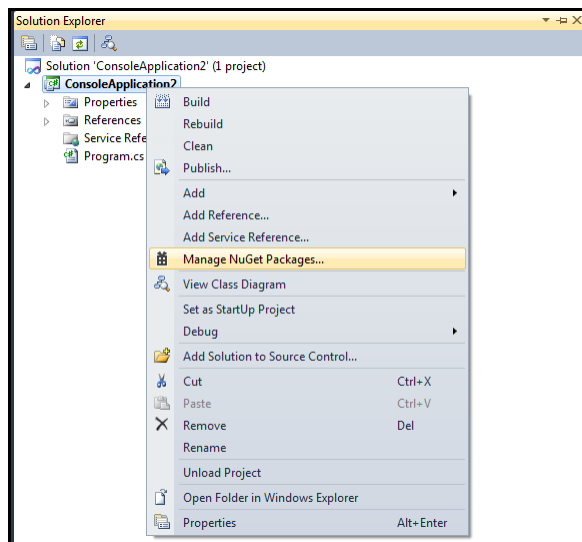 Solution Explorer
Solution 'ConsoleApplication2' (1 project)
ConsoleApplication2
Properties
References
Service Refe
Program.cs
Build
Rebuild
Clean
Publish...
Add
Add Reference...
Add Service Reference...
Manage NuGet Packages...
View Class Diagram
Set as StartUp Project
Debug
Add Solution to Source Control...
Cut Ctrl+X
Paste Ctrl+V
Remove Del
Rename
Unload Project
Open Folder in Windows Explorer
Properties Alt+Enter